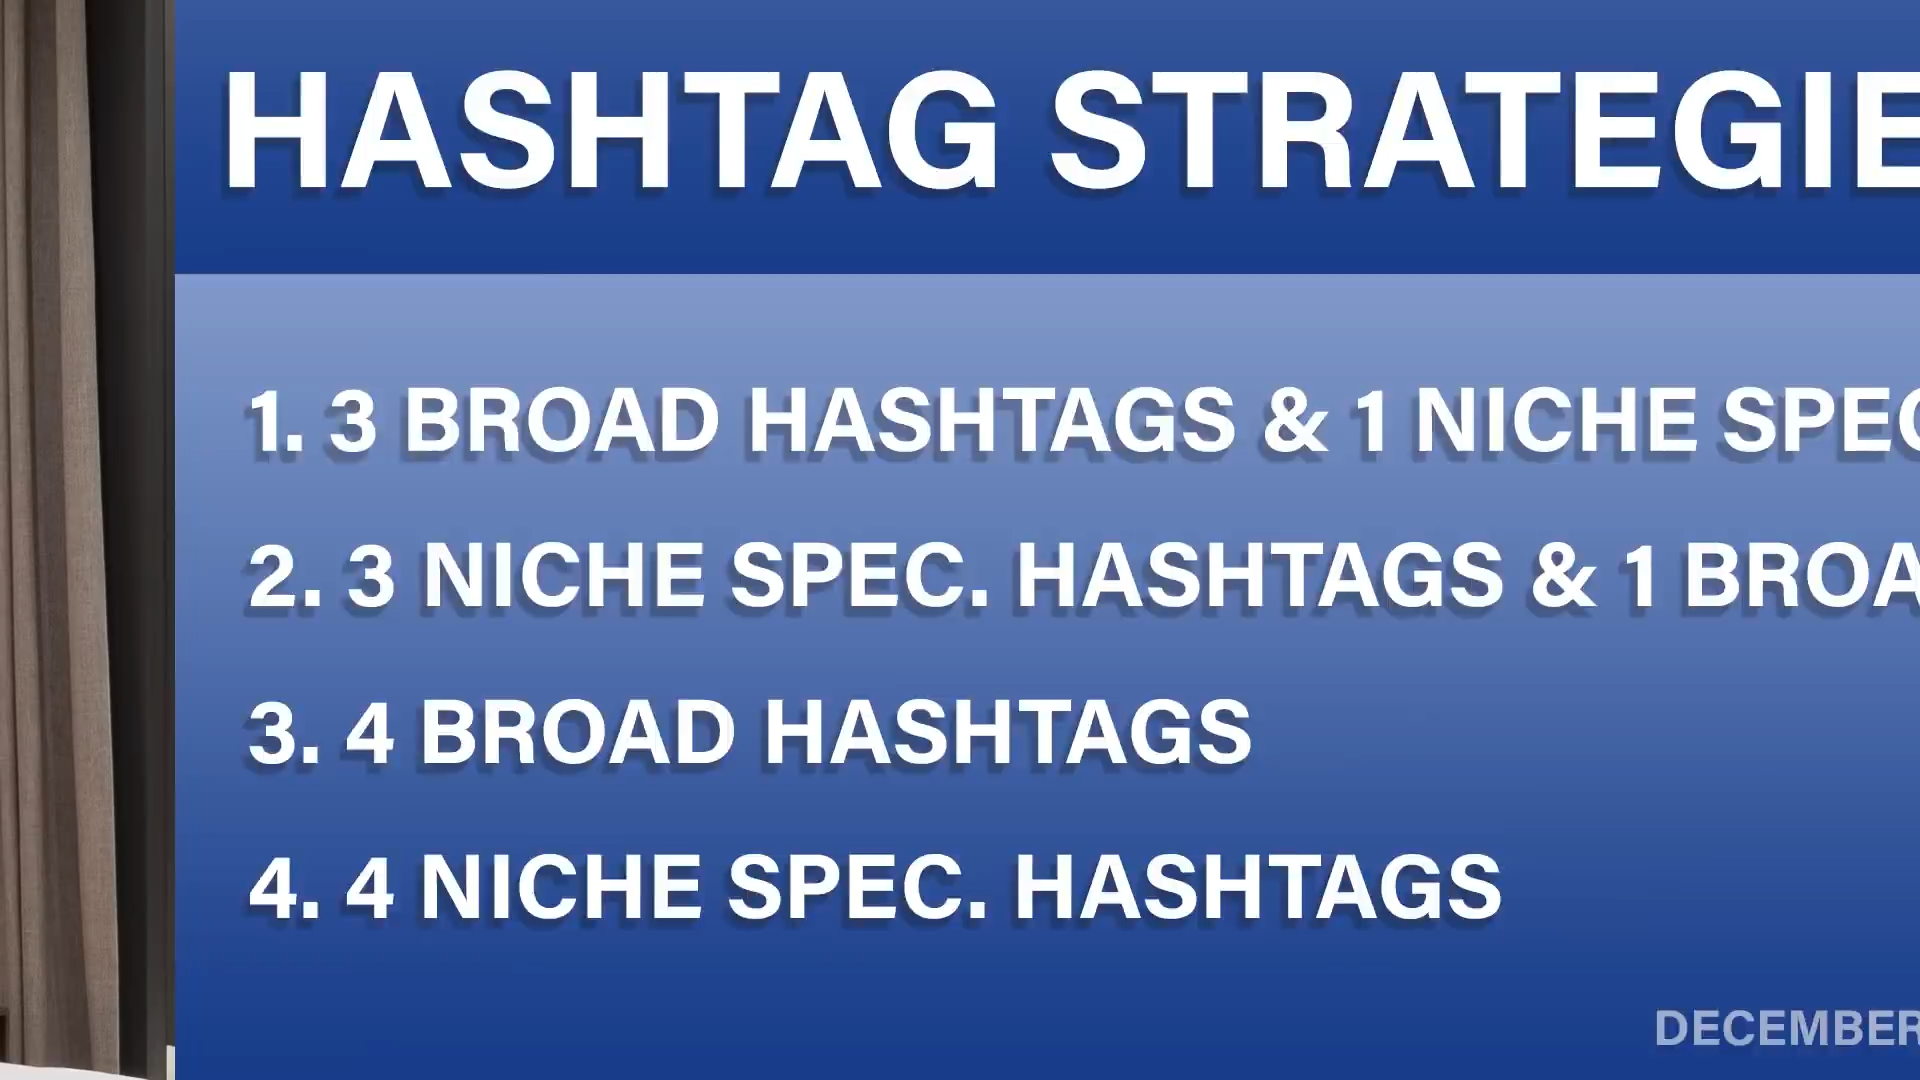 HASHTAG STRATEGIE
1. 3 BROAD HASHTAGS & 1 NICHE SPEC
2. 3 NICHE SPEC. HASHTAGS & 1 BROA
3. 4 BROAD HASHTAGS
4. 4 NICHE SPEC. HASHTAGS
DECEMBER